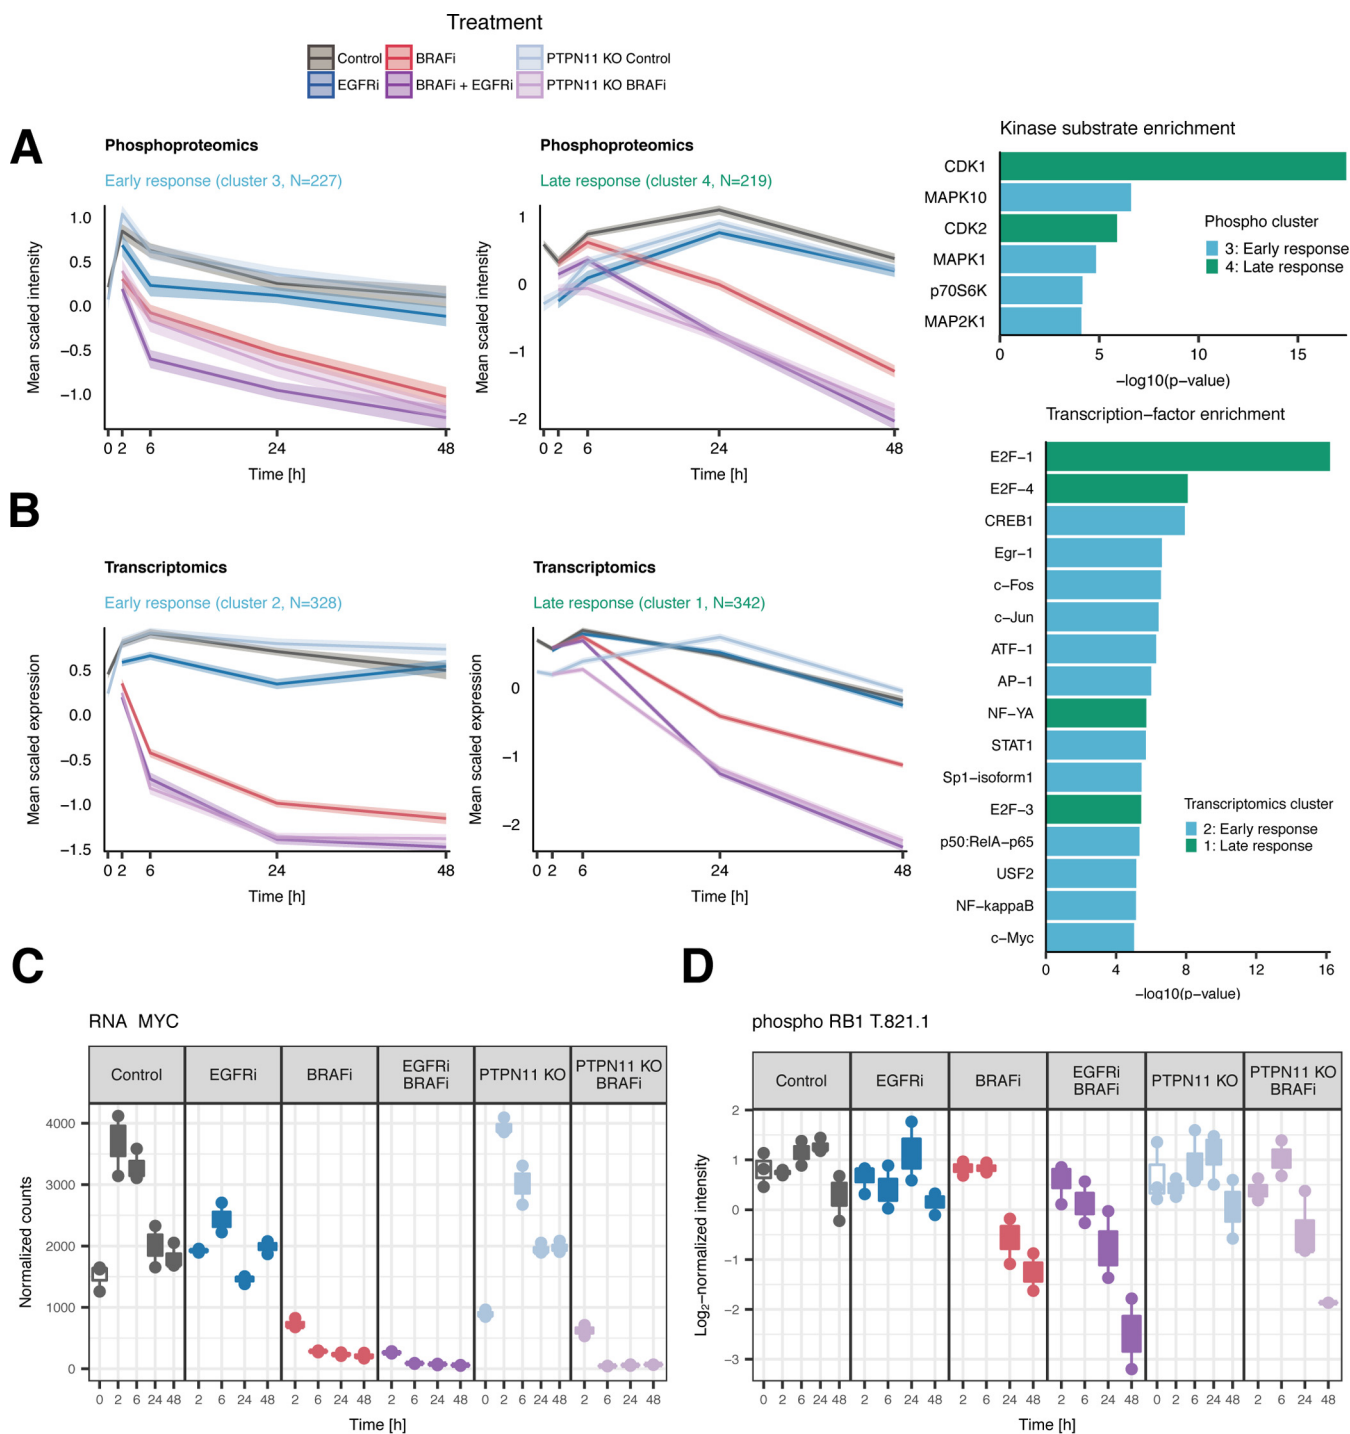 Treatment
Control BRAFi PTPN11 KO Control
EGFRi BRAFi + EGFRi PTPN11 KO BRAFi
A
Phosphoproteomics
Early response (cluster 3, N=227)
Mean scaled intensity
1.0
0.5
0.0
−0.5
−1.0
0 2 6 24 48
Time [h]
Phosphoproteomics
Late response (cluster 4, N=219)
Mean scaled intensity
1
0
−1
−2
0 2 6 24 48
Time [h]
Kinase substrate enrichment
CDK1
MAPK10
CDK2
MAPK1
p70S6K
MAP2K1
0 5 10 15
−log10(p−value)
Phospho cluster
3: Early response
4: Late response
B
Transcriptomics
Early response (cluster 2, N=328)
Mean scaled expression
0.5
0.0
−0.5
−1.0
−1.5
0 2 6 24 48
Time [h]
Transcriptomics
Late response (cluster 1, N=342)
Mean scaled expression
0
−1
−2
0 2 6 24 48
Time [h]
Transcription−factor enrichment
E2F−1
E2F−4
CREB1
Egr−1
c−Fos
c−Jun
ATF−1
AP−1
NF−YA
STAT1
Sp1−isoform1
E2F−3
p50:RelA−p65
USF2
NF−kappaB
c−Myc
0 4 8 12 16
−log10(p−value)
Transcriptomics cluster
2: Early response
1: Late response
C
RNA MYC
Control EGFRi BRAFi EGFRi BRAFi PTPN11 KO PTPN11 KO BRAFi
Normalized counts
4000
3000
2000
1000
0
0 2 6 24 48 2 6 24 48 2 6 24 48 2 6 24 48 0 2 6 24 48 2 6 24 48
Time [h]
D
phospho RB1 T.821.1
Control EGFRi BRAFi EGFRi BRAFi PTPN11 KO PTPN11 KO BRAFi
Log₂−normalized intensity
2
1
0
−1
−2
−3
0 2 6 24 48 2 6 24 48 2 6 24 48 2 6 24 48 0 2 6 24 48 2 6 24 48
Time [h]